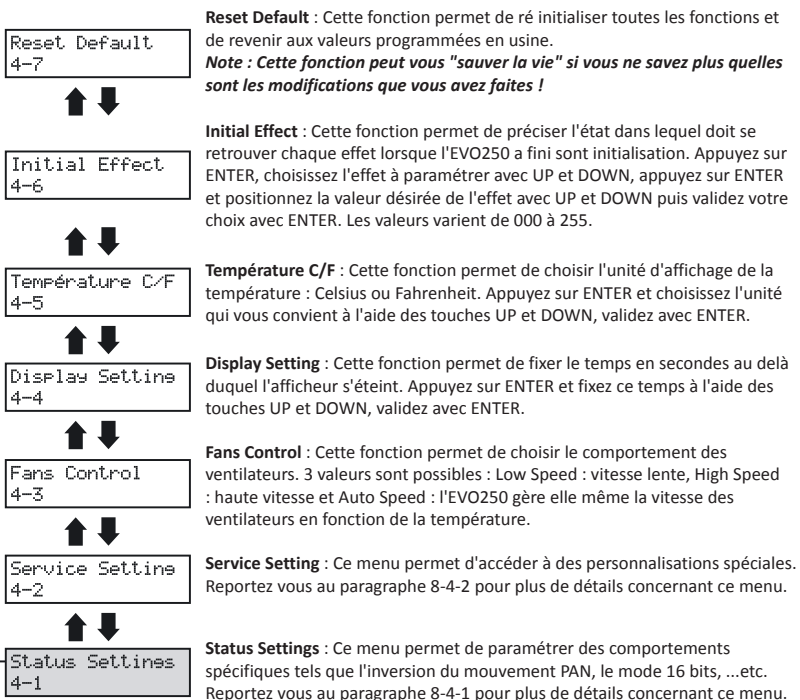 Reset Default
4-7
Reset Default : Cette fonction permet de ré initialiser toutes les fonctions et
de revenir aux valeurs programmées en usine.
Note : Cette fonction peut vous "sauver la vie" si vous ne savez plus quelles
sont les modifications que vous avez faites !
Initial Effect
4-6
Initial Effect : Cette fonction permet de préciser l'état dans lequel doit se
retrouver chaque effet lorsque l'EVO250 a fini sont initialisation. Appuyez sur
ENTER, choisissez l'effet à paramétrer avec UP et DOWN, appuyez sur ENTER
et positionnez la valeur désirée de l'effet avec UP et DOWN puis validez votre
choix avec ENTER. Les valeurs varient de 000 à 255.
Température C/F
4-5
Température C/F : Cette fonction permet de choisir l'unité d'affichage de la
température : Celsius ou Fahrenheit. Appuyez sur ENTER et choisissez l'unité
qui vous convient à l'aide des touches UP et DOWN, validez avec ENTER.
Display Setting
4-4
Display Setting : Cette fonction permet de fixer le temps en secondes au delà
duquel l'afficheur s'éteint. Appuyez sur ENTER et fixez ce temps à l'aide des
touches UP et DOWN, validez avec ENTER.
Fans Control
4-3
Fans Control : Cette fonction permet de choisir le comportement des
ventilateurs. 3 valeurs sont possibles : Low Speed : vitesse lente, High Speed
: haute vitesse et Auto Speed : l'EVO250 gère elle même la vitesse des
ventilateurs en fonction de la température.
Service Setting
4-2
Service Setting : Ce menu permet d'accéder à des personnalisations spéciales.
Reportez vous au paragraphe 8-4-2 pour plus de détails concernant ce menu.
Status Settings
4-1
Status Settings : Ce menu permet de paramétrer des comportements
spécifiques tels que l'inversion du mouvement PAN, le mode 16 bits, ...etc.
Reportez vous au paragraphe 8-4-1 pour plus de détails concernant ce menu.